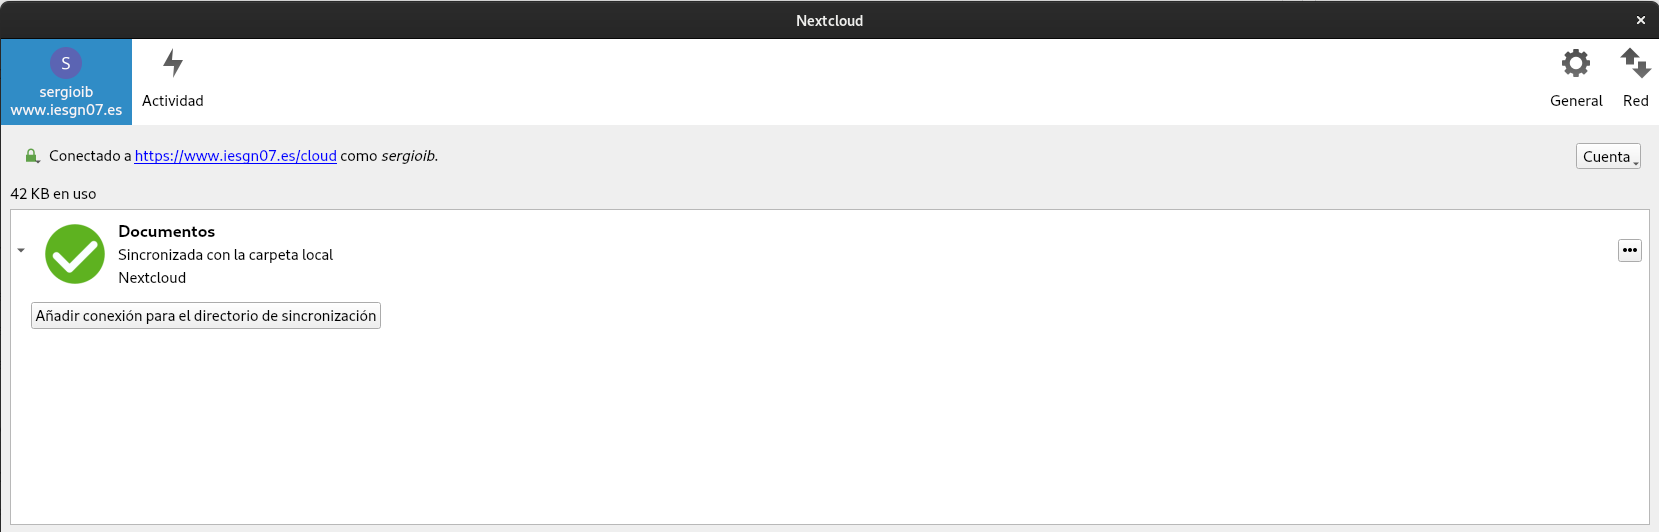 Nextcloud
S
sergioib
www.iesgn07.es
Actividad
General
Red
Conectado a https://www.iesgn07.es/cloud como sergioib.
Cuenta
42 KB en uso
Documentos
Sincronizada con la carpeta local
Nextcloud
Añadir conexión para el directorio de sincronización